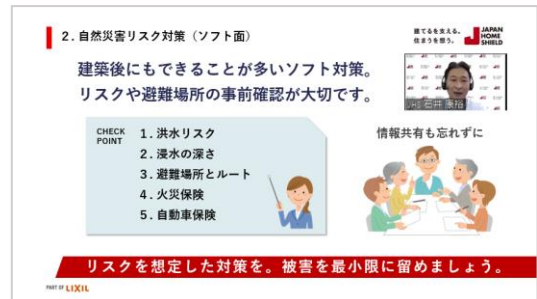 2. 自然災害リスク対策（ソフト面）
建てるを支える。
住まうを想う。
JAPAN
HOME
SHIELD
建築後にもできることが多いソフト対策。
リスクや避難場所の事前確認が大切です。
JHS 石井 康裕
CHECK
POINT
1. 洪水リスク
2. 浸水の深さ
3. 避難場所とルート
4. 火災保険
5. 自動車保険
情報共有も忘れずに
リスクを想定した対策を。被害を最小限に留めましょう。
PART OF LIXIL